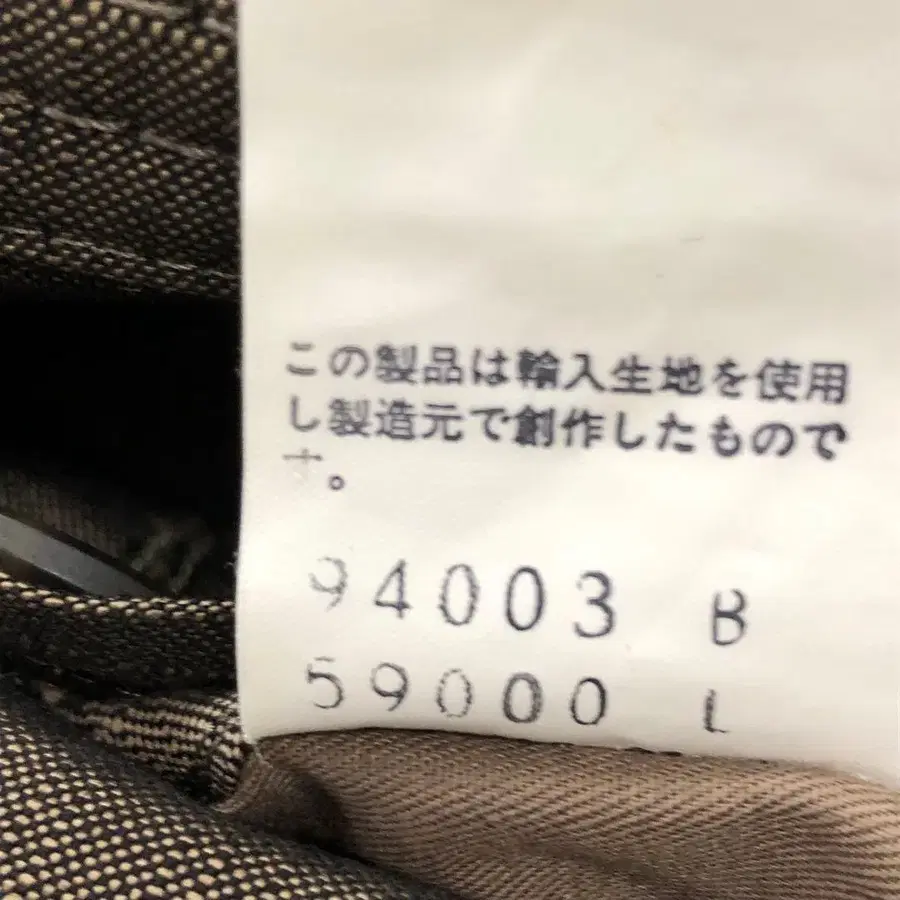 この製品は輸入生地を使用
し製造元で創作したもので
す。
94003 B
59000 L